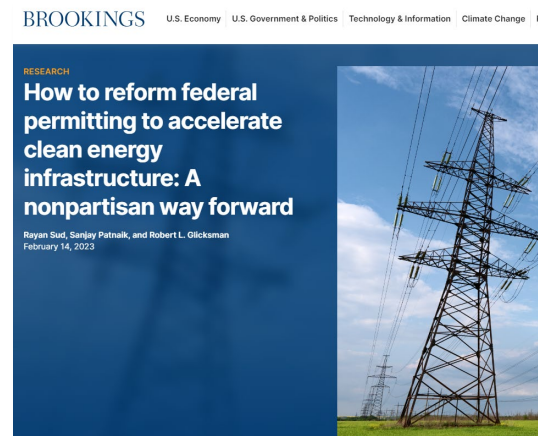 BROOKINGS
U.S. Economy U.S. Government & Politics Technology & Information Climate Change
RESEARCH
How to reform federal
permitting to accelerate
clean energy
infrastructure: A
nonpartisan way forward
Rayan Sud, Sanjay Patnaik, and Robert L. Glicksman
February 14, 2023